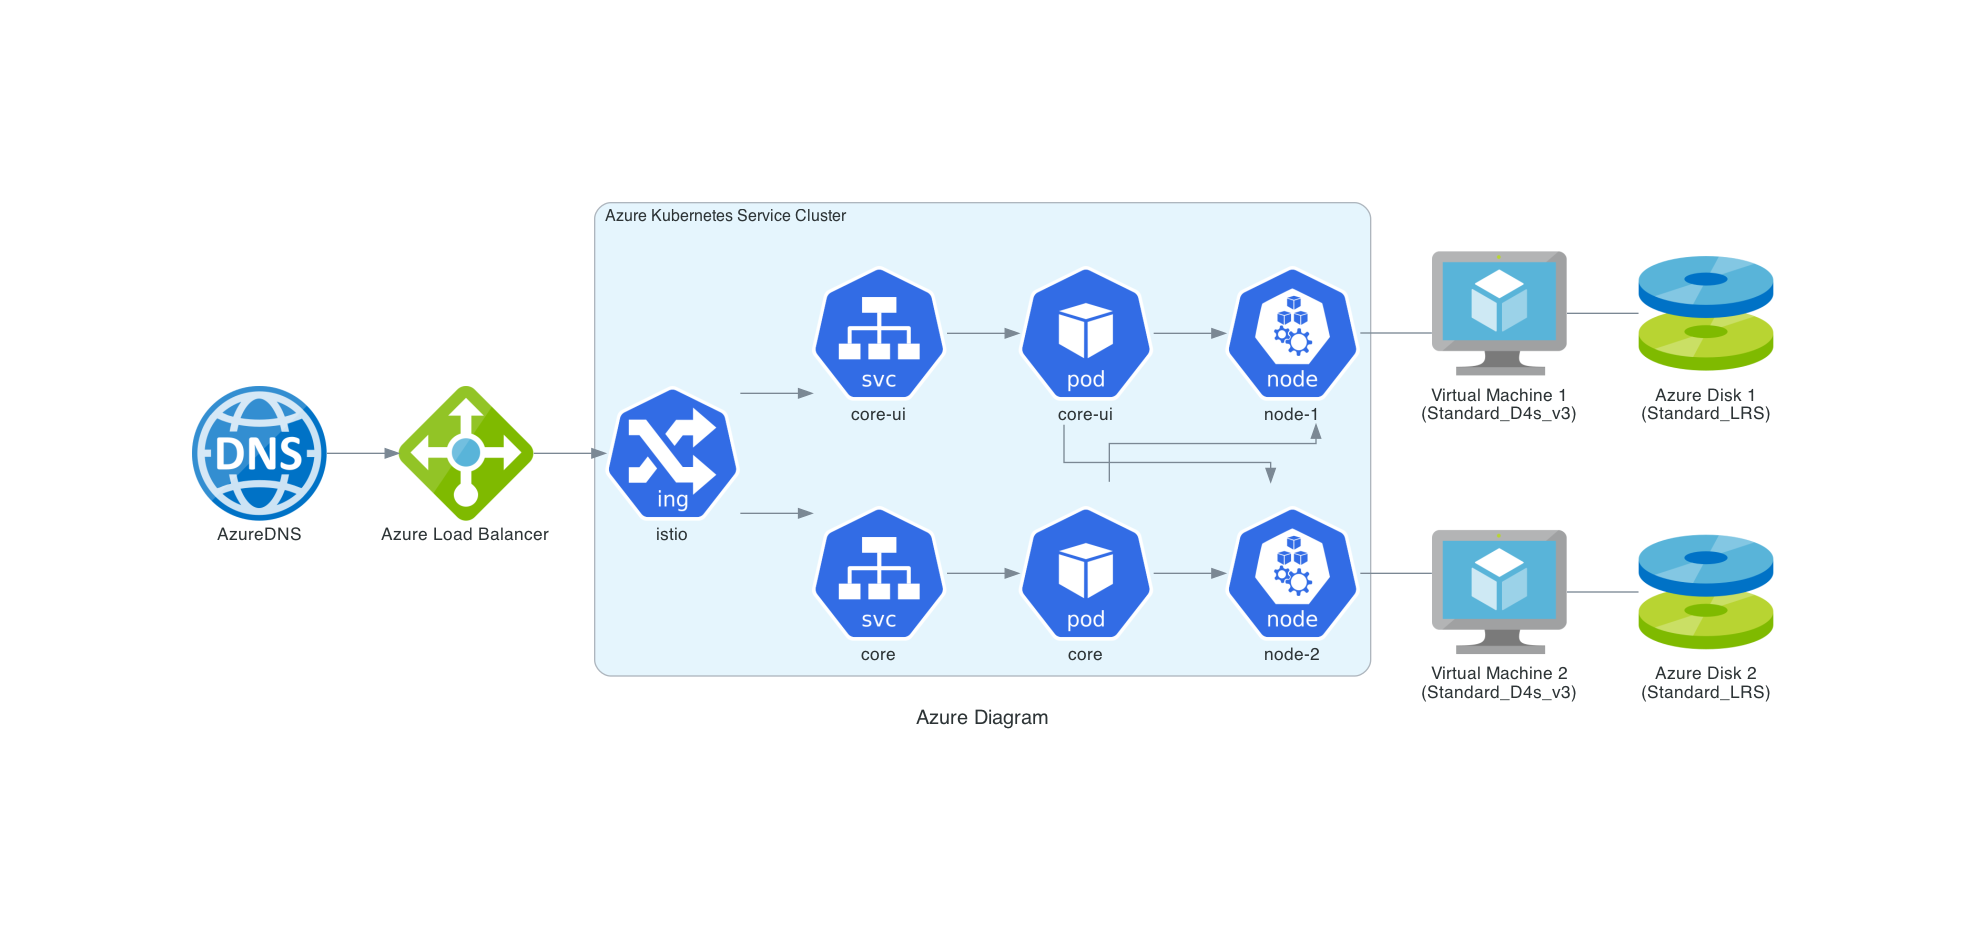 Azure Kubernetes Service Cluster
svc
core-ui
pod
core-ui
node
node-1
Virtual Machine 1
(Standard_D4s_v3)
Azure Disk 1
(Standard_LRS)
DNS
AzureDNS
Azure Load Balancer
ing
istio
svc
core
pod
core
node
node-2
Virtual Machine 2
(Standard_D4s_v3)
Azure Disk 2
(Standard_LRS)
Azure Diagram